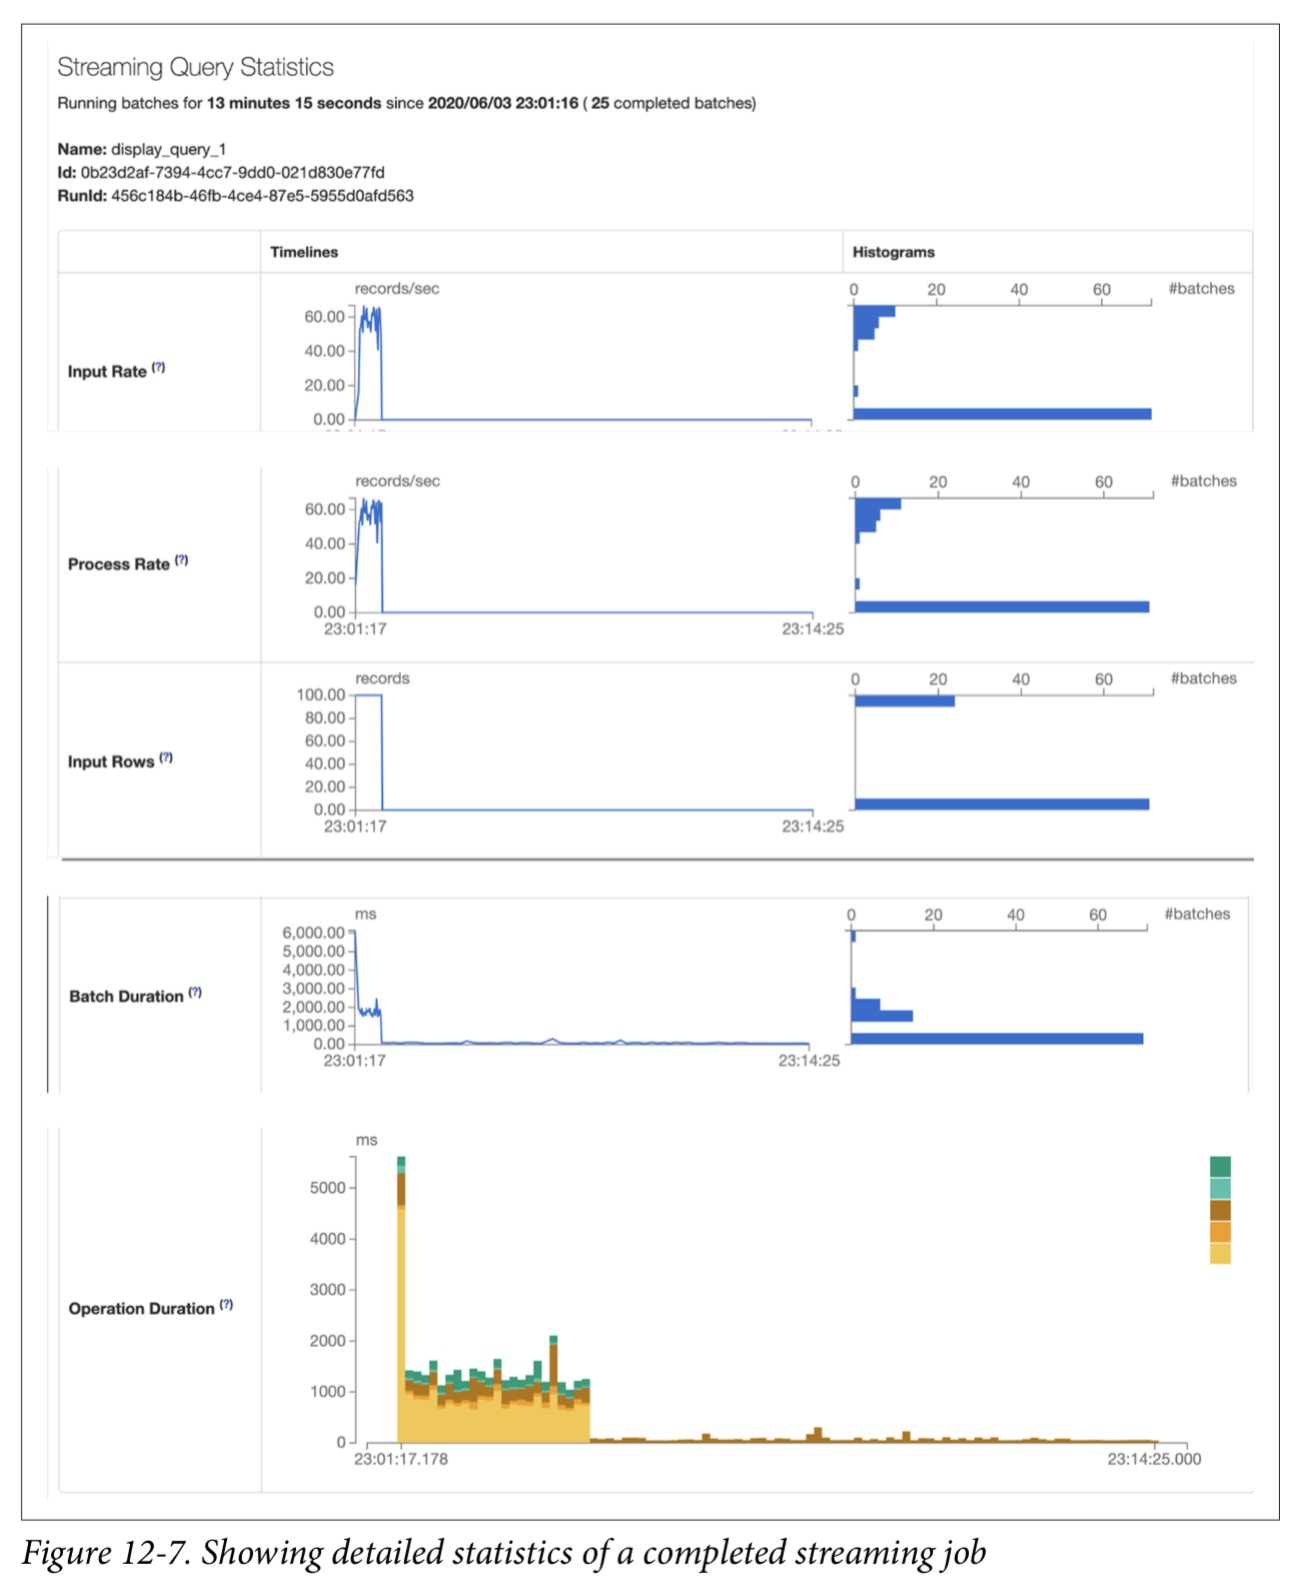 Streaming Query Statistics
Running batches for 13 minutes 15 seconds since 2020/06/03 23:01:16 ( 25 completed batches)
Name: display_query_1
Id: 0b23d2af-7394-4cc7-9dd0-021d830e77fd
RunId: 456c184b-46fb-4ce4-87e5-5955d0afd563
Timelines Histograms
records/sec 0 20 40 60 #batches
60.00
40.00
Input Rate (?)
20.00
0.00
records/sec 0 20 40 60 #batches
60.00
40.00
Process Rate (?)
20.00
0.00
23:01:17 23:14:25
records 0 20 40 60 #batches
100.00
80.00
60.00
Input Rows (?)
40.00
20.00
0.00
23:01:17 23:14:25
ms 0 20 40 60 #batches
6,000.00
5,000.00
4,000.00
Batch Duration (?)
3,000.00
2,000.00
1,000.00
0.00
23:01:17 23:14:25
ms
5000
4000
3000
Operation Duration (?)
2000
1000
0
23:01:17.178 23:14:25.000
Figure 12-7. Showing detailed statistics of a completed streaming job